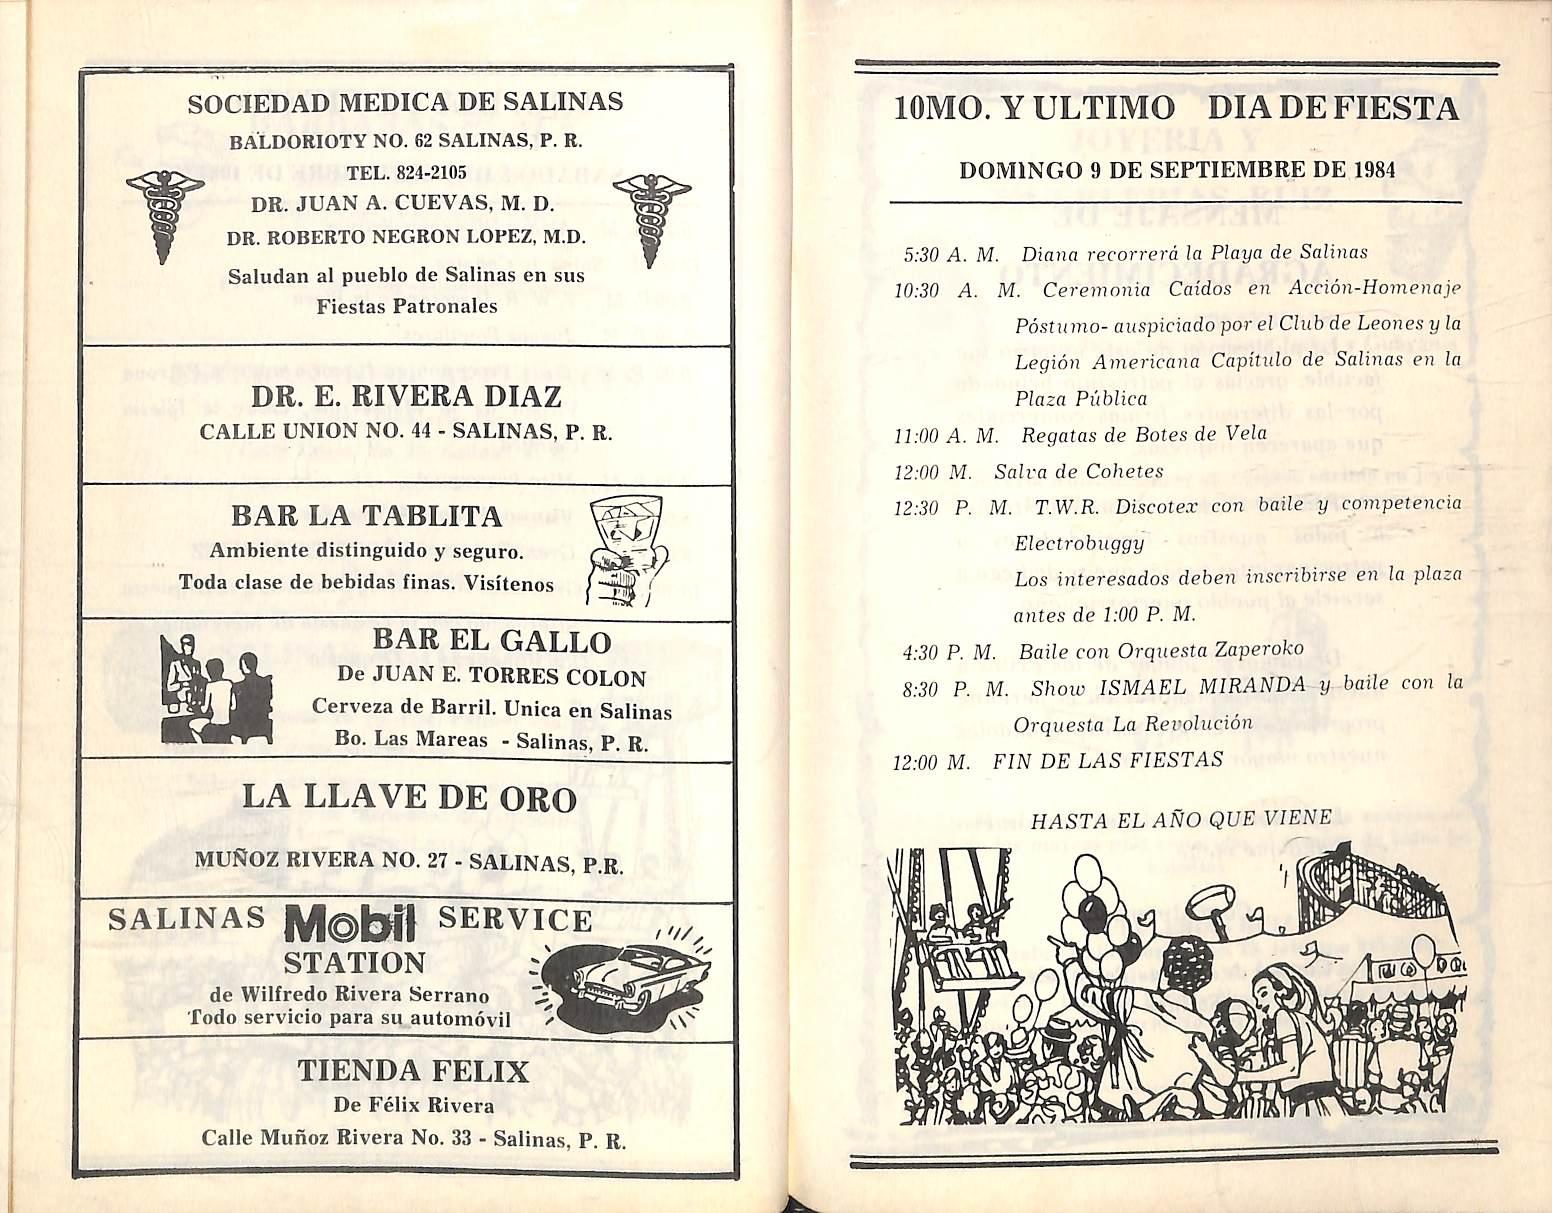 SOCIEDAD MEDICA DE SALINAS
BALDORIOTY NO. 62 SALINAS, P. R.
TEL. 824-2105
DR. JUAN A. CUEVAS, M. D.
DR. ROBERTO NEGRON LOPEZ, M.D.
Saludan al pueblo de Salinas en sus
Fiestas Patronales
DR. E. RIVERA DIAZ
CALLE UNION NO. 44 - SALINAS, P. R.
BAR LA TABLITA
Ambiente distinguido y seguro.
Toda clase de bebidas finas. Visítenos
BAR EL GALLO
De JUAN E. TORRES COLON
Cerveza de Barril. Unica en Salinas
Bo. Las Mareas - Salinas, P. R.
LA LLAVE DE ORO
MUÑOZ RIVERA NO. 27 - SALINAS, P.R.
SALINAS Mobil SERVICE
STATION
de Wilfredo Rivera Serrano
Todo servicio para su automóvil
TIENDA FELIX
De Félix Rivera
Calle Muñoz Rivera No. 33 - Salinas, P. R.
10MO. Y ULTIMO DIA DE FIESTA
DOMINGO 9 DE SEPTIEMBRE DE 1984
5:30 A. M. Diana recorrerá la Playa de Salinas
10:30 A. M. Ceremonia Caídos en Acción-Homenaje
Póstumo- auspiciado por el Club de Leones y la
Legión Americana Capítulo de Salinas en la
Plaza Pública
11:00 A. M. Regatas de Botes de Vela
12:00 M. Salva de Cohetes
12:30 P. M. T.W.R. Discotex con baile y competencia
Electrobuggy
Los interesados deben inscribirse en la plaza
antes de 1:00 P. M.
4:30 P. M. Baile con Orquesta Zaperoko
8:30 P. M. Show ISMAEL MIRANDA y baile con la
Orquesta La Revolución
12:00 M. FIN DE LAS FIESTAS
HASTA EL AÑO QUE VIENE